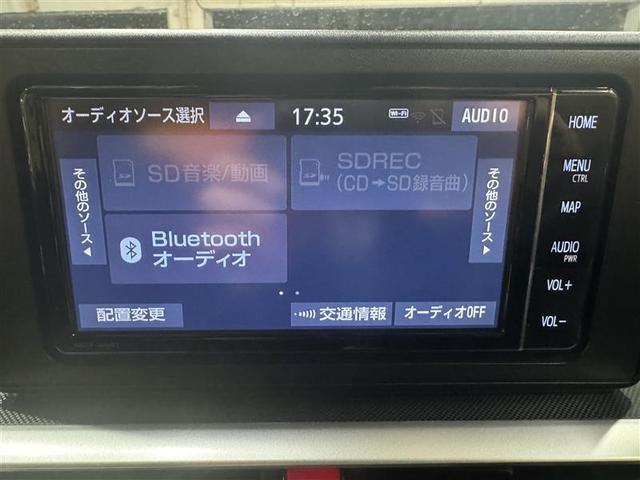 オーディオソース選択
17:35
Wi-Fi
AUDIO
その他のソース
SD音楽/動画
SDREC
(CD→SD録音曲)
その他のソース
Bluetooth
オーディオ
配置変更
交通情報
オーディオOFF
HOME
MENU
CTRL
MAP
AUDIO
PWR
VOL+
VOL-